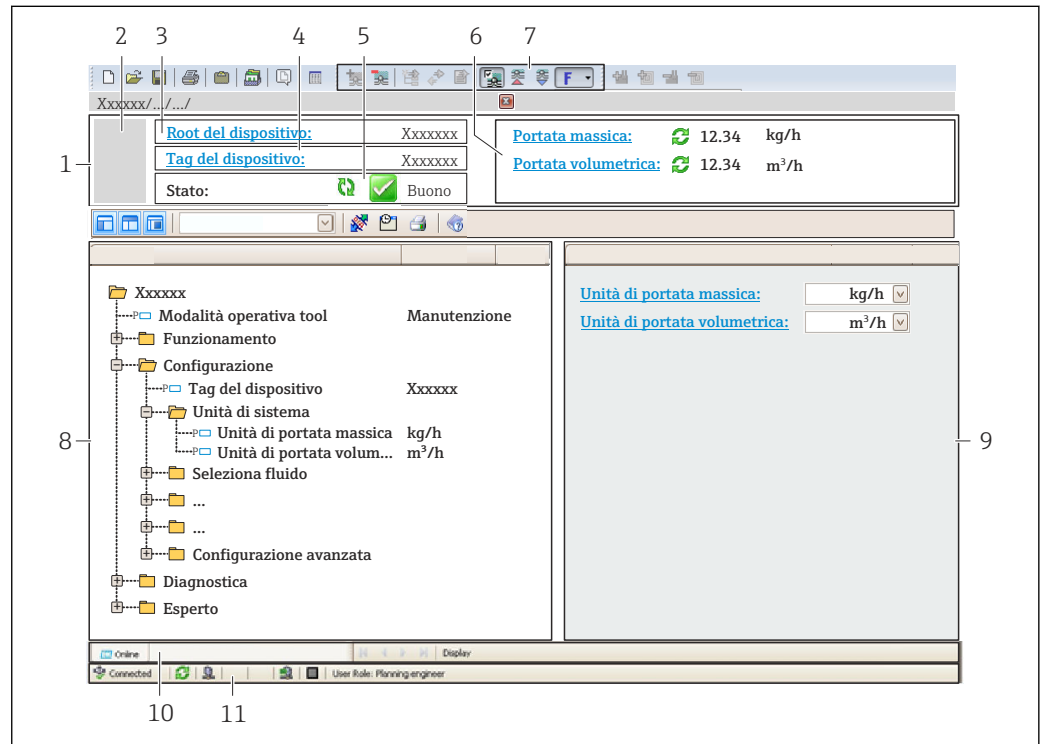 2 3 4 5 6 7
F
Xxxxxx/.../.../
1
Root del dispositivo: Xxxxxxx
Tag del dispositivo: Xxxxxxx
Stato: Buono
Portata massica: 12.34 kg/h
Portata volumetrica: 12.34 m³/h
Xxxxxx
P Modalità operativa tool Manutenzione
Funzionamento
Configurazione
P Tag del dispositivo Xxxxxx
Unità di sistema
P Unità di portata massica kg/h
P Unità di portata volum... m³/h
Seleziona fluido
...
...
Configurazione avanzata
Diagnostica
Esperto
8
Unità di portata massica: kg/h
Unità di portata volumetrica: m³/h
9
Online Display
Connected User Role: Planning engineer
10 11